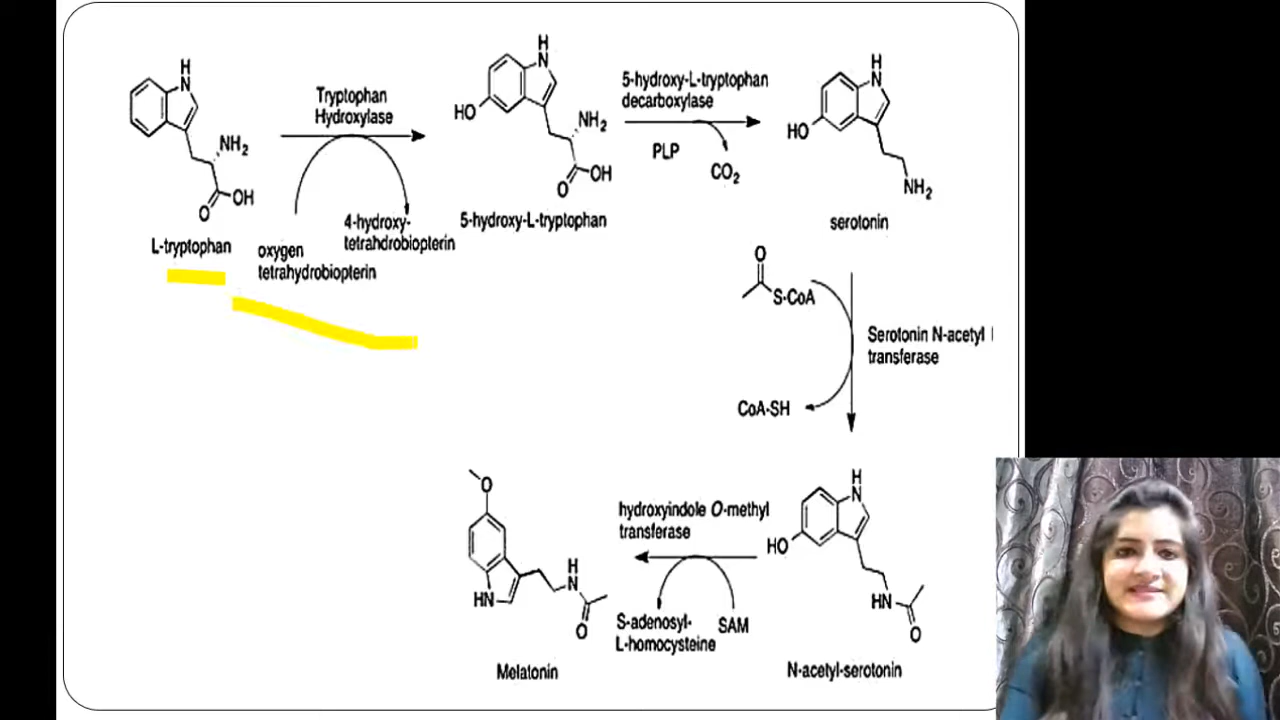 H
N
NH₂
OH
O
L-tryptophan
Tryptophan
Hydroxylase
oxygen
tetrahydrobiopterin
4-hydroxy-
tetrahdrobiopterin
H
N
HO
NH₂
OH
O
5-hydroxy-L-tryptophan
5-hydroxy-L-tryptophan
decarboxylase
PLP
CO₂
H
N
HO
NH₂
serotonin
O
S-CoA
CoA-SH
Serotonin N-acetyl
transferase
H
N
HO
HN
O
N-acetyl-serotonin
hydroxyindole O-methyl
transferase
SAM
S-adenosyl-
L-homocysteine
O
HN
H
N
O
Melatonin